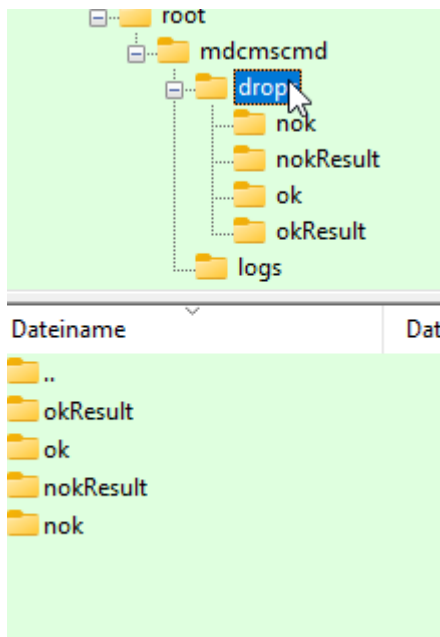 root
mdcmscmd
drop
nok
nokResult
ok
okResult
logs
Dateiname
Dat
..
okResult
ok
nokResult
nok